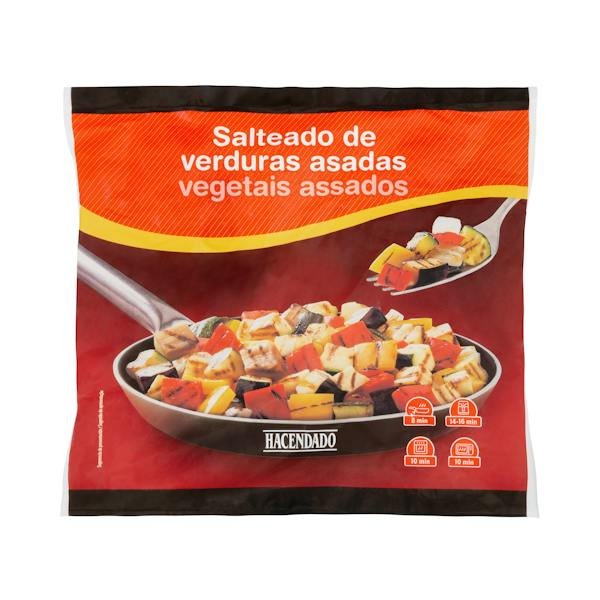 Salteado de
verduras asadas
vegetais assados
HACENDADO
8 min
14-16 min
10 min
10 min